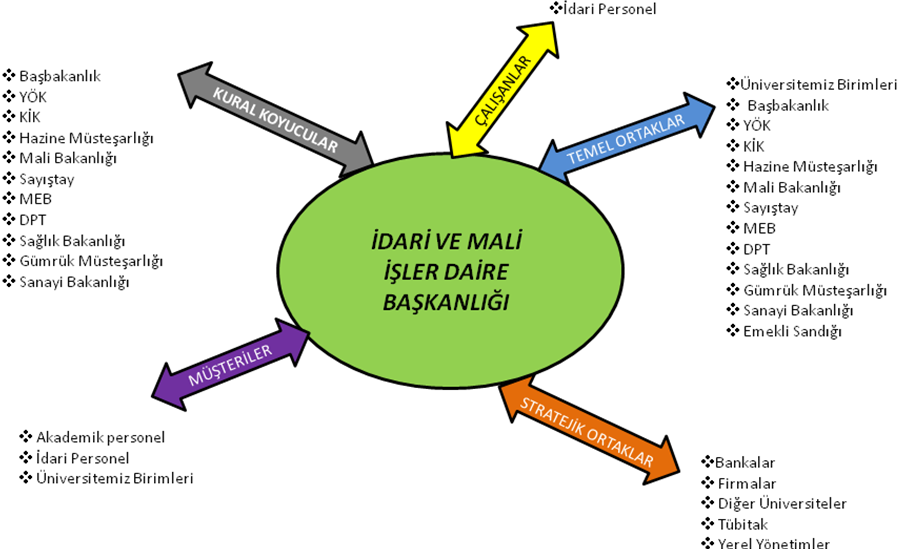 ❖İdari Personel
ÇALIŞANLAR
KURAL KOYUCULAR
❖Başbakanlık
❖YÖK
❖KİK
❖Hazine Müsteşarlığı
❖Mali Bakanlığı
❖Sayıştay
❖MEB
❖DPT
❖Sağlık Bakanlığı
❖Gümrük Müsteşarlığı
❖Sanayi Bakanlığı
TEMEL ORTAKLAR
❖Üniversitemiz Birimleri
❖ Başbakanlık
❖YÖK
❖KİK
❖Hazine Müsteşarlığı
❖Mali Bakanlığı
❖Sayıştay
❖MEB
❖DPT
❖Sağlık Bakanlığı
❖Gümrük Müsteşarlığı
❖Sanayi Bakanlığı
❖Emekli Sandığı
İDARİ VE MALİ
İŞLER DAİRE
BAŞKANLIĞI
MÜŞTERİLER
❖Akademik personel
❖İdari Personel
❖Üniversitemiz Birimleri
STRATEJİK ORTAKLAR
❖Bankalar
❖Firmalar
❖Diğer Üniversiteler
❖Tübitak
❖Yerel Yönetimler